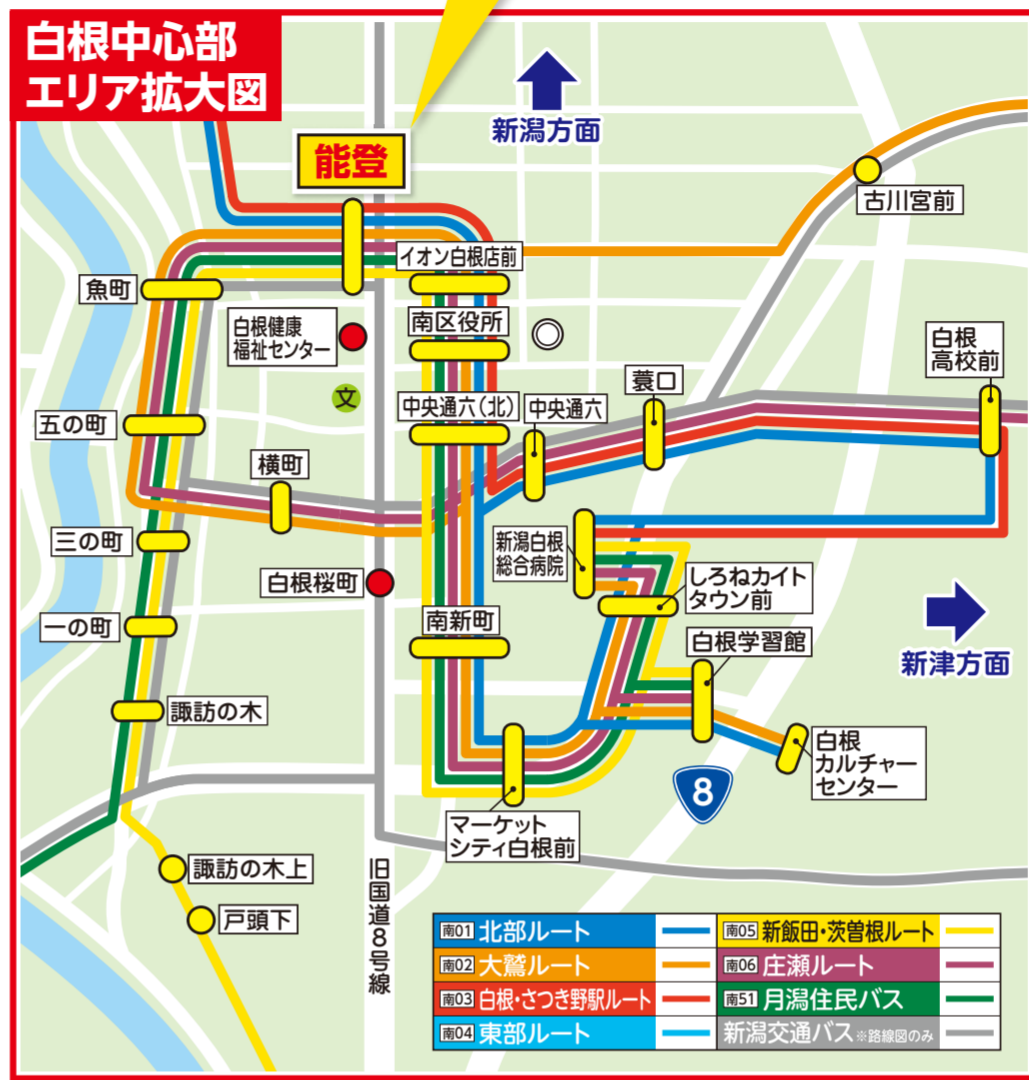 白根中心部
エリア拡大図
新潟方面
能登
古川宮前
イオン白根店前
魚町
白根健康
福祉センター
南区役所
白根
高校前
文
蓑口
五の町
中央通六(北)
中央通六
横町
三の町
新潟白根
総合病院
白根桜町
しろねカイト
タウン前
一の町
南新町
白根学習館
新津方面
諏訪の木
白根
カルチャー
センター
8
マーケット
シティ白根前
諏訪の木上
旧国道8号線
戸頭下
南01 北部ルート
南05 新飯田・茨曽根ルート
南02 大鷲ルート
南06 庄瀬ルート
南03 白根・さつき野駅ルート
南51 月潟住民バス
南04 東部ルート
新潟交通バス ※路線図のみ